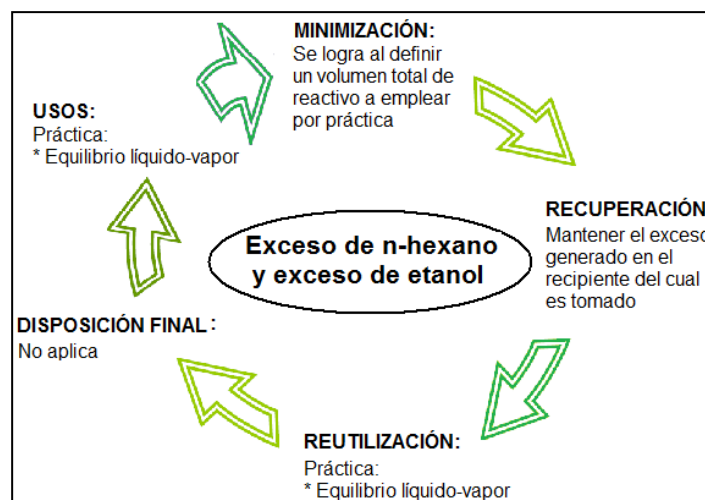 MINIMIZACIÓN:
Se logra al definir
un volumen total de
reactivo a emplear
por práctica
USOS:
Práctica:
* Equilibrio líquido-vapor
RECUPERACIÓN
Mantener el exceso
generado en el
recipiente del cual
es tomado
Exceso de n-hexano
y exceso de etanol
DISPOSICIÓN FINAL:
No aplica
REUTILIZACIÓN:
Práctica:
* Equilibrio líquido-vapor